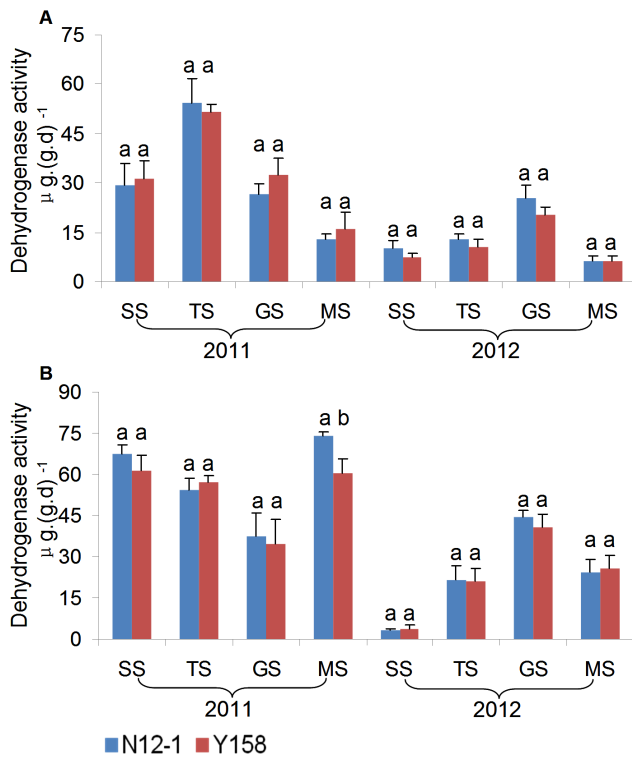 A
Dehydrogenase activity
µ g.(g.d) -1
75
60
45
30
15
0
a a
a a
a a
a a
a a
a a
a a
a a
SS TS GS MS SS TS GS MS
2011 2012
B
Dehydrogenase activity
µ g.(g.d) -1
90
75
60
45
30
15
0
a a
a a
a a
a b
a a
a a
a a
a a
SS TS GS MS SS TS GS MS
2011 2012
N12-1 Y158